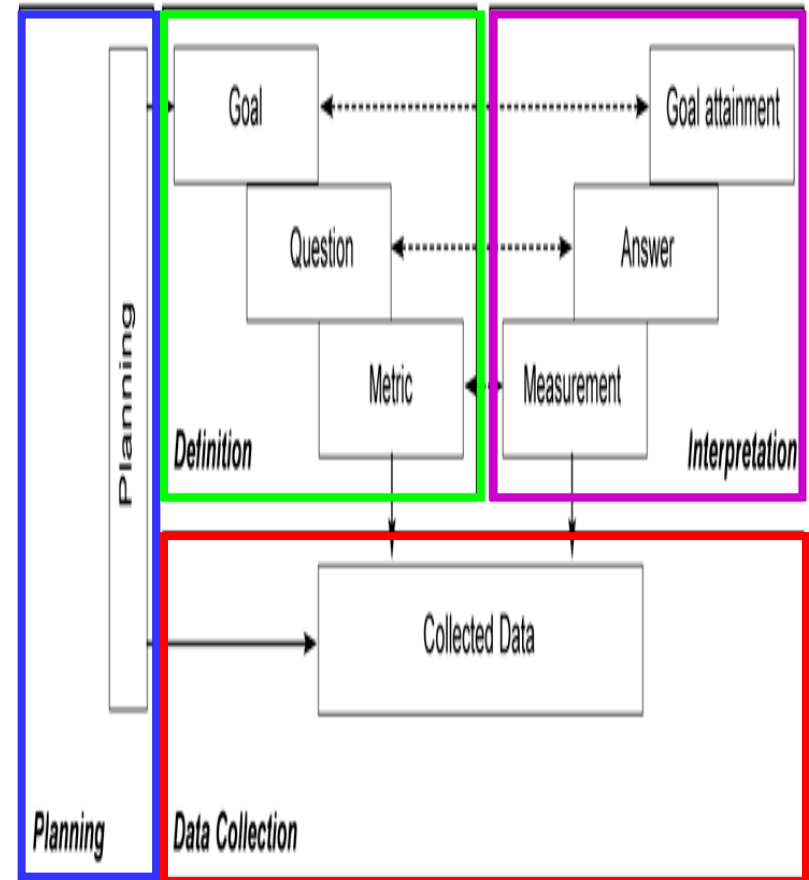 Goal
Goal attainment
Question
Answer
Metric
Measurement
Planning
Definition
Interpretation
Collected Data
Planning
Data Collection